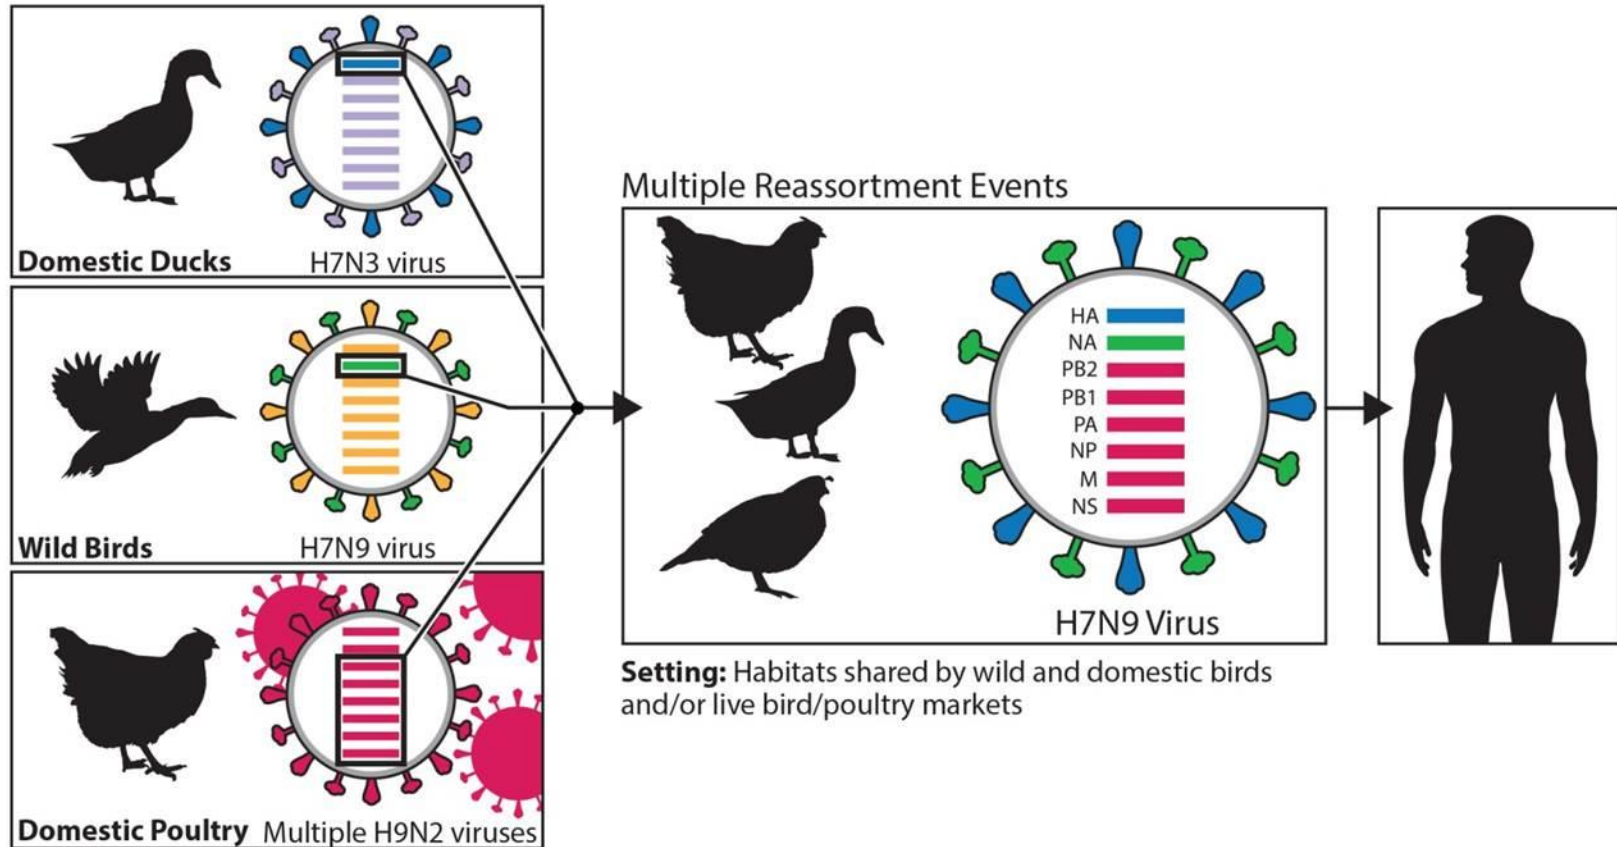 Domestic Ducks
H7N3 virus
Wild Birds
H7N9 virus
Domestic Poultry
Multiple H9N2 viruses
Multiple Reassortment Events
HA
NA
PB2
PB1
PA
NP
M
NS
H7N9 Virus
Setting: Habitats shared by wild and domestic birds
and/or live bird/poultry markets